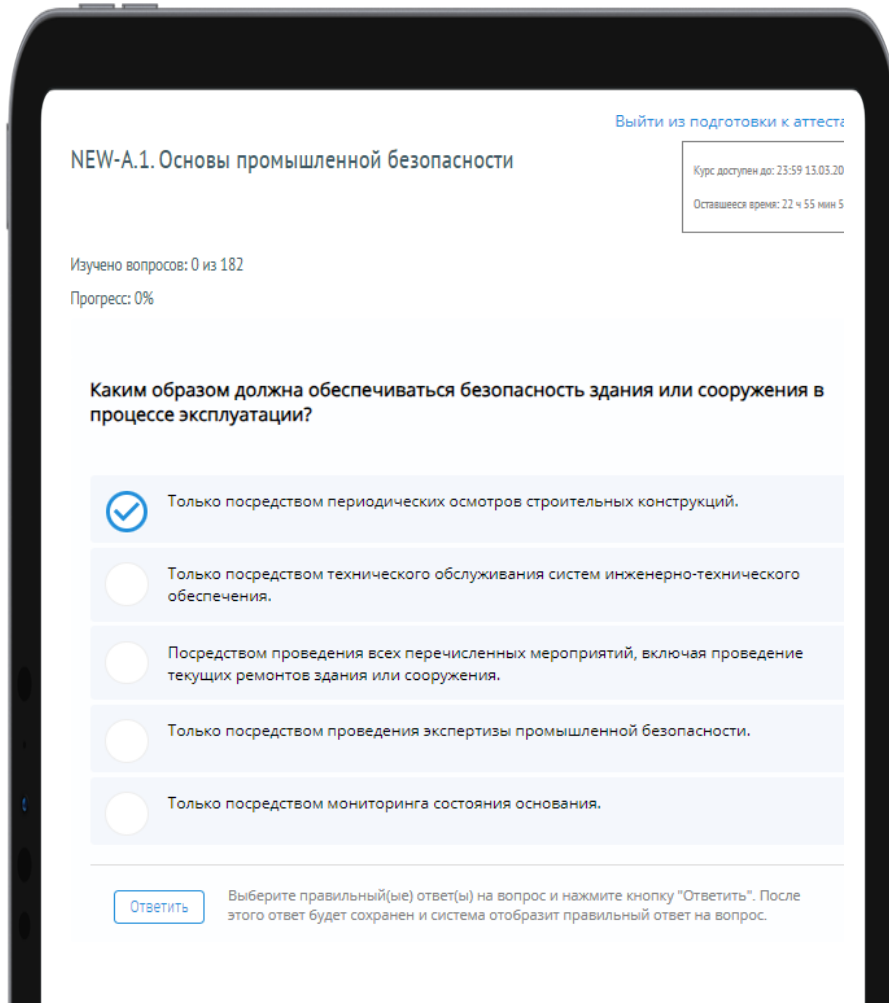 Выйти из подготовки к аттеста
NEW-А.1. Основы промышленной безопасности
Курс доступен до: 23:59 13.03.20
Оставшееся время: 22 ч 55 мин 5
Изучено вопросов: 0 из 182
Прогресс: 0%
Каким образом должна обеспечиваться безопасность здания или сооружения в
процессе эксплуатации?
Только посредством периодических осмотров строительных конструкций.
Только посредством технического обслуживания систем инженерно-технического
обеспечения.
Посредством проведения всех перечисленных мероприятий, включая проведение
текущих ремонтов здания или сооружения.
Только посредством проведения экспертизы промышленной безопасности.
Только посредством мониторинга состояния основания.
Ответить
Выберите правильный(ые) ответ(ы) на вопрос и нажмите кнопку "Ответить". После
этого ответ будет сохранен и система отобразит правильный ответ на вопрос.